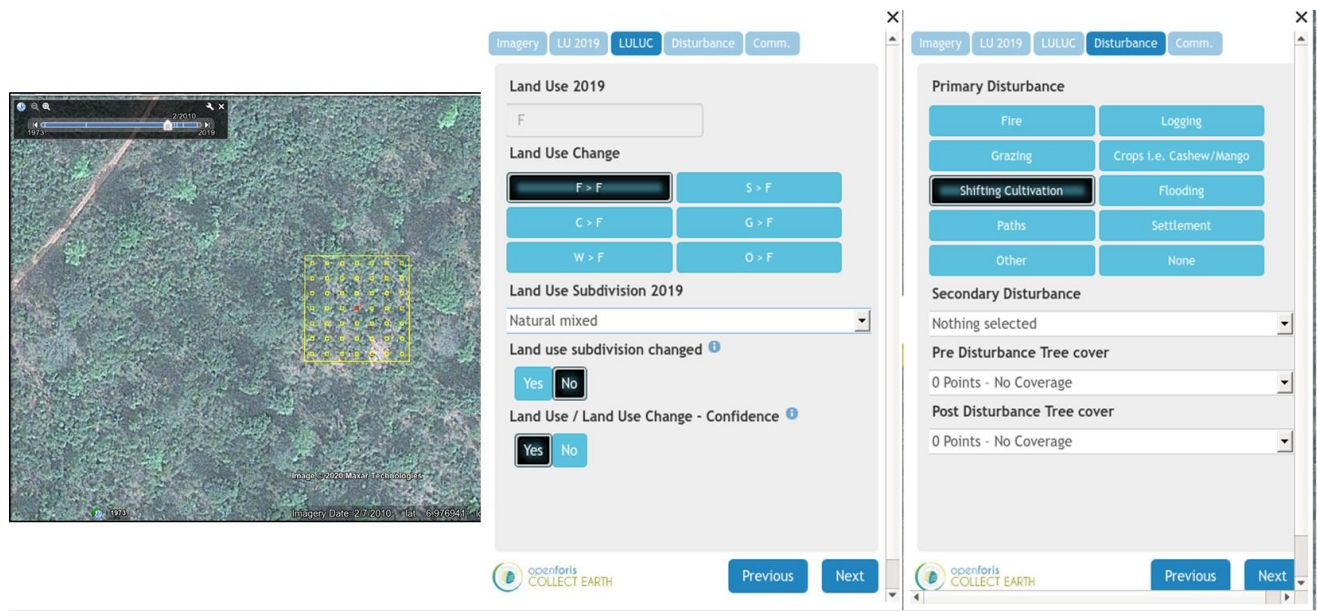 2/2010
1973
2019
Image © 2020 Maxar Technologies
1973
Imagery Date: 2/7/2010 lat 6.976941 lo
Imagery LU 2019 LULUC Disturbance Comm.
Land Use 2019
F
Land Use Change
F > F S > F
C > F G > F
W > F O > F
Land Use Subdivision 2019
Natural mixed
Land use subdivision changed
Yes No
Land Use / Land Use Change - Confidence
Yes No
openforis
COLLECT EARTH
Previous Next
Imagery LU 2019 LULUC Disturbance Comm.
Primary Disturbance
Fire Logging
Grazing Crops i.e. Cashew/Mango
Shifting Cultivation Flooding
Paths Settlement
Other None
Secondary Disturbance
Nothing selected
Pre Disturbance Tree cover
0 Points - No Coverage
Post Disturbance Tree cover
0 Points - No Coverage
openforis
COLLECT EARTH
Previous Next